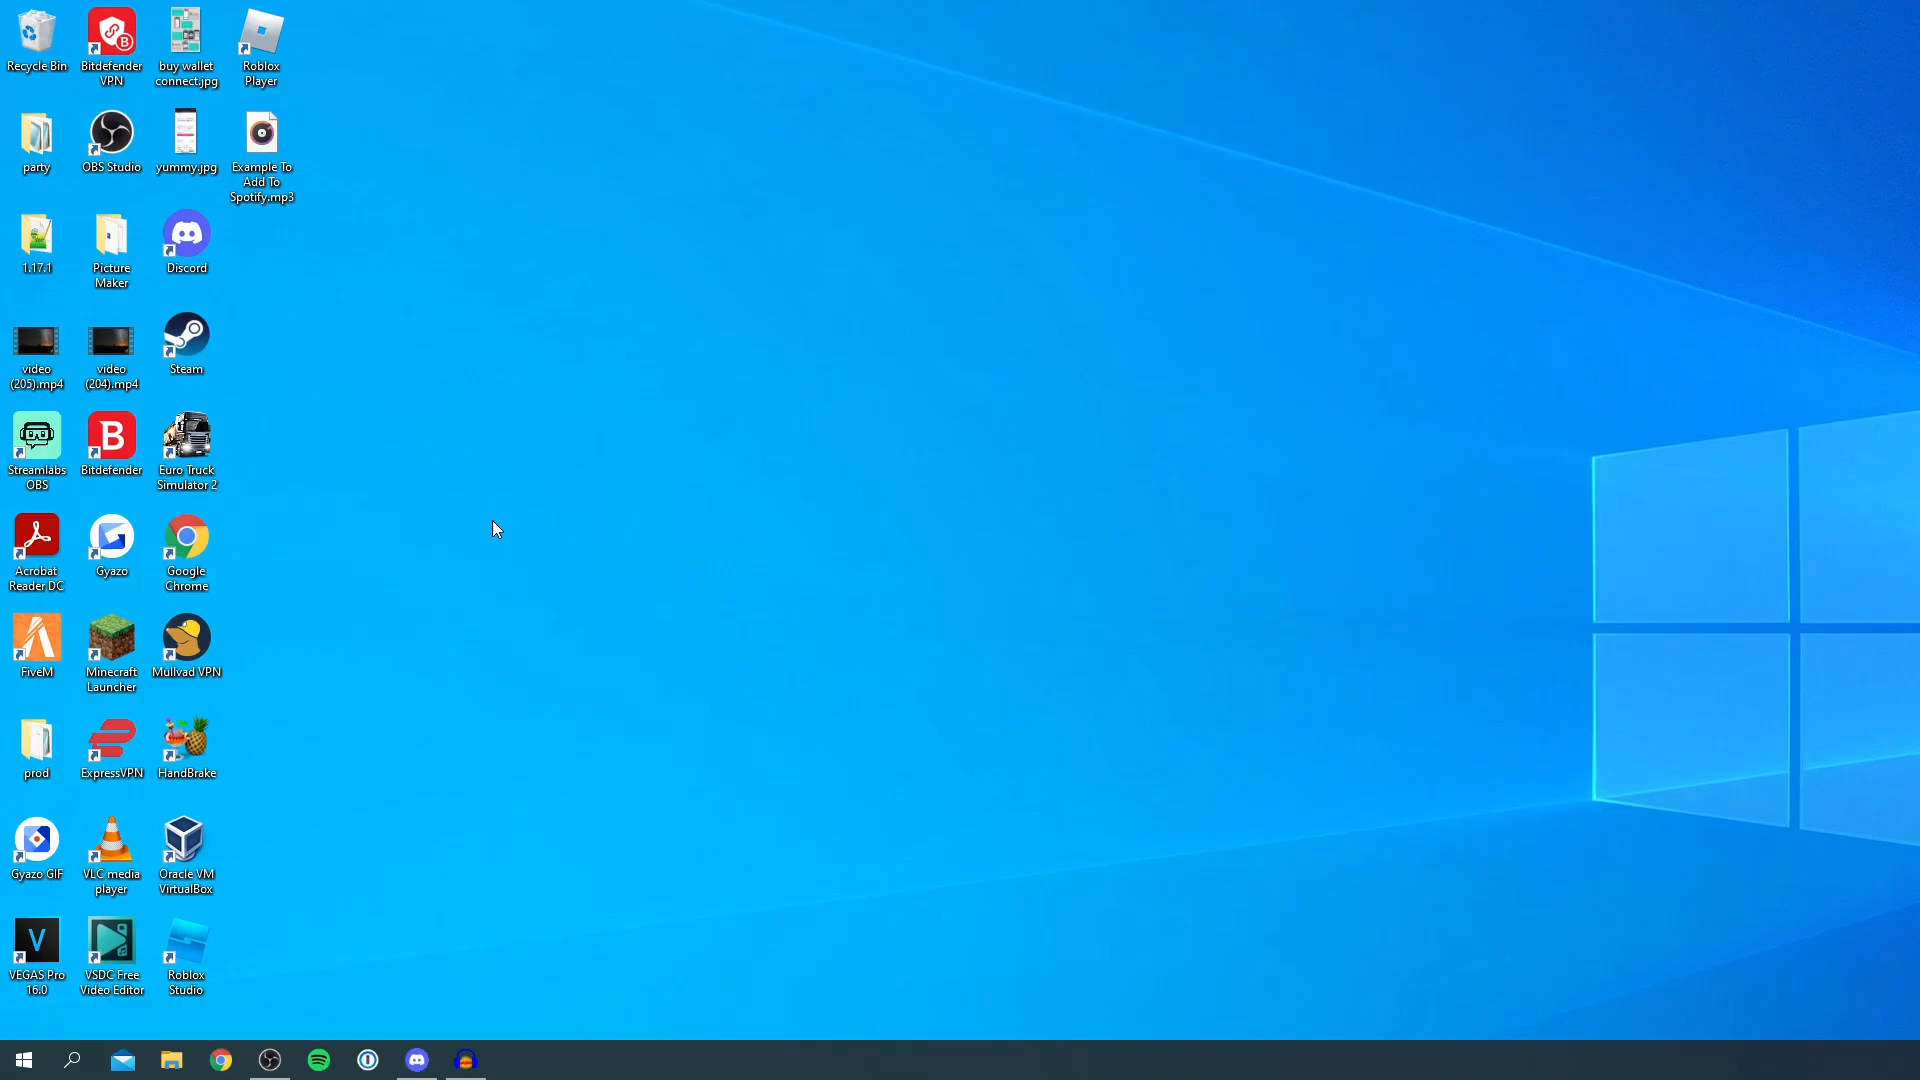 Recycle Bin
Bitdefender
VPN
buy wallet
connect.jpg
Roblox
Player
party
OBS Studio
yummy.jpg
Example To
Add To
Spotify.mp3
1.17.1
Picture
Maker
Discord
video
(205).mp4
video
(204).mp4
Steam
Streamlabs
OBS
Bitdefender
Euro Truck
Simulator 2
Acrobat
Reader DC
Gyazo
Google
Chrome
FiveM
Minecraft
Launcher
Mullvad VPN
prod
ExpressVPN
HandBrake
Gyazo GIF
VLC media
player
Oracle VM
VirtualBox
VEGAS Pro
16.0
VSDC Free
Video Editor
Roblox
Studio